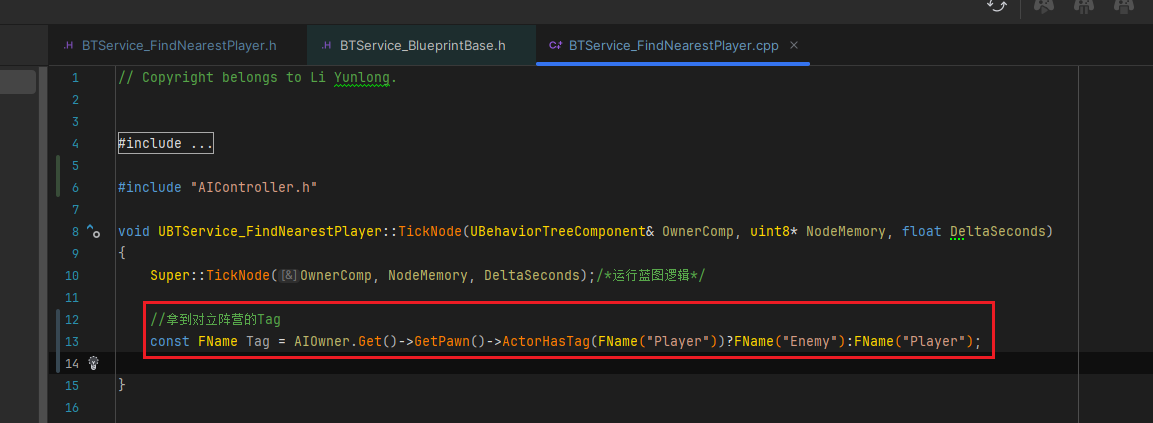 BTService_FindNearestPlayer.h BTService_BlueprintBase.h BTService_FindNearestPlayer.cpp
1 // Copyright belongs to Li Yunlong.
2
3
4 #include ...
5
6 #include "AIController.h"
7
8 void UBTService_FindNearestPlayer::TickNode(UBehaviorTreeComponent& OwnerComp, uint8* NodeMemory, float DeltaSeconds)
9 {
10 Super::TickNode([&]OwnerComp, NodeMemory, DeltaSeconds);/*运行蓝图逻辑*/
11
12 //拿到对立阵营的Tag
13 const FName Tag = AIOwner.Get()->GetPawn()->ActorHasTag(FName("Player"))?FName("Enemy"):FName("Player");
14
15 }
16